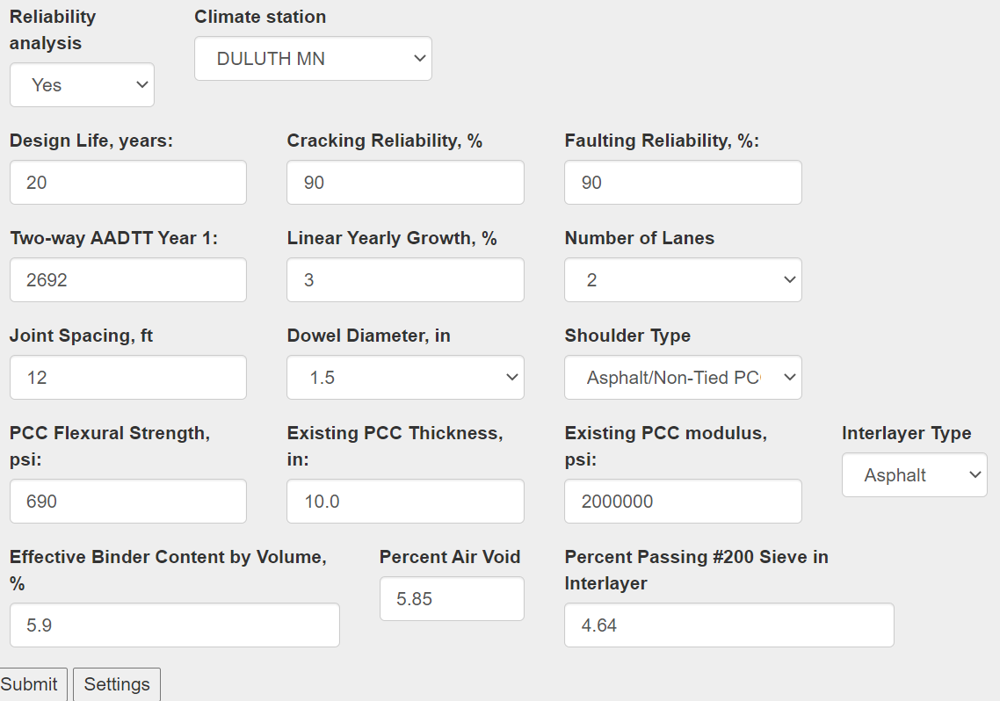 Reliability
analysis
Climate station
Yes
DULUTH MN
Design Life, years:
Cracking Reliability, %
Faulting Reliability, %:
20
90
90
Two-way AADTT Year 1:
Linear Yearly Growth, %
Number of Lanes
2692
3
2
Joint Spacing, ft
Dowel Diameter, in
Shoulder Type
12
1.5
Asphalt/Non-Tied PC
PCC Flexural Strength,
psi:
Existing PCC Thickness,
in:
Existing PCC modulus,
psi:
Interlayer Type
690
10.0
2000000
Asphalt
Effective Binder Content by Volume,
%
Percent Air Void
Percent Passing #200 Sieve in
Interlayer
5.9
5.85
4.64
Submit
Settings